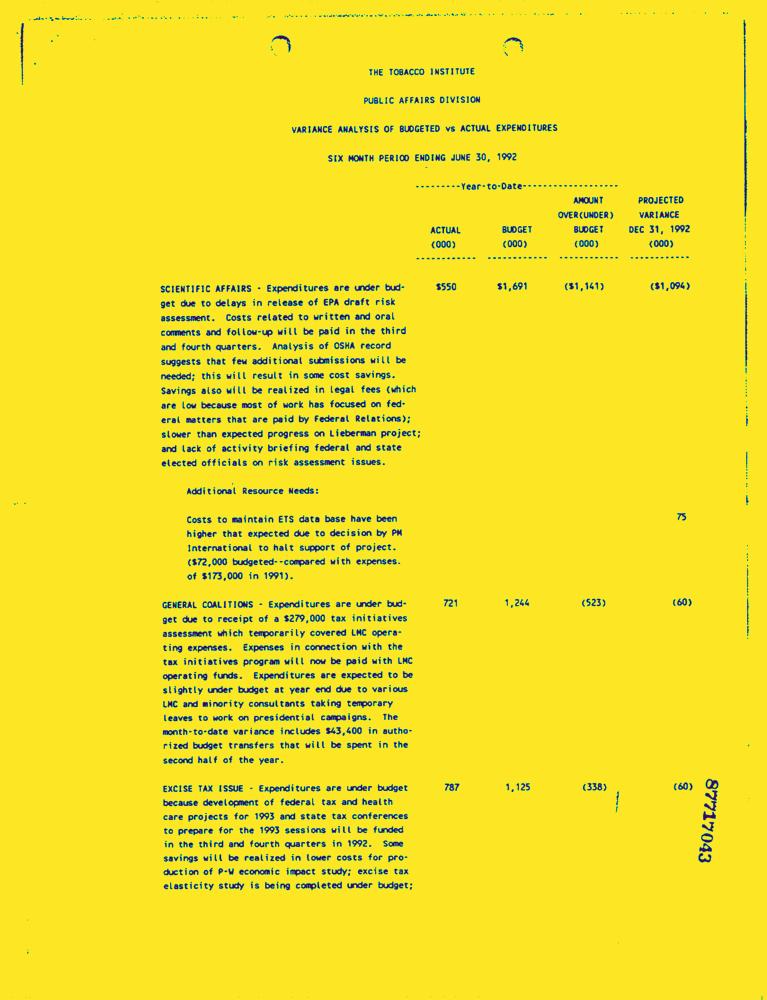 THE TOBACCO INSTITUTE
PUBLIC AFFAIRS DIVISION
VARIANCE ANALYSIS OF BUDGETED vs ACTUAL EXPENDITURES
SIX MONTH PERIOD ENDING JUNE 30, 1992
---------Year-to-Date-------------------
AMOUNT PROJECTED
OVER(UNDER) VARIANCE
ACTUAL BUDGET BUDGET DEC 31, 1992
(000) (000) (000) (000)
SCIENTIFIC AFFAIRS - Expenditures are under bud- $550 $1,691 ($1,141) ($1,094)
get due to delays in release of EPA draft risk
assessment. Costs related to written and oral
comments and follow-up will be paid in the third
and fourth quarters. Analysis of OSHA record
suggests that few additional submissions will be
needed; this will result in some cost savings.
Savings also will be realized in legal fees (which
are low because most of work has focused on fed-
eral matters that are paid by Federal Relations);
slower than expected progress on Lieberman project;
and lack of activity briefing federal and state
elected officials on risk assessment issues.
Additional Resource Needs:
Costs to maintain ETS data base have been 75
higher that expected due to decision by PM
International to halt support of project.
($72,000 budgeted--compared with expenses.
of $173,000 in 1991).
GENERAL COALITIONS - Expenditures are under bud- 721 1,244 (523) (60)
get due to receipt of a $279,000 tax initiatives
assessment which temporarily covered LMC opera-
ting expenses. Expenses in connection with the
tax initiatives program will now be paid with LMC
operating funds. Expenditures are expected to be
slightly under budget at year end due to various
LMC and minority consultants taking temporary
leaves to work on presidential campaigns. The
month-to-date variance includes $43,400 in autho-
rized budget transfers that will be spent in the
second half of the year.
EXCISE TAX ISSUE - Expenditures are under budget 787 1,125 (338) (60)
because development of federal tax and health
care projects for 1993 and state tax conferences
to prepare for the 1993 sessions will be funded
in the third and fourth quarters in 1992. Some
savings will be realized in lower costs for pro-
duction of P-W economic impact study; excise tax
elasticity study is being completed under budget;
87717043